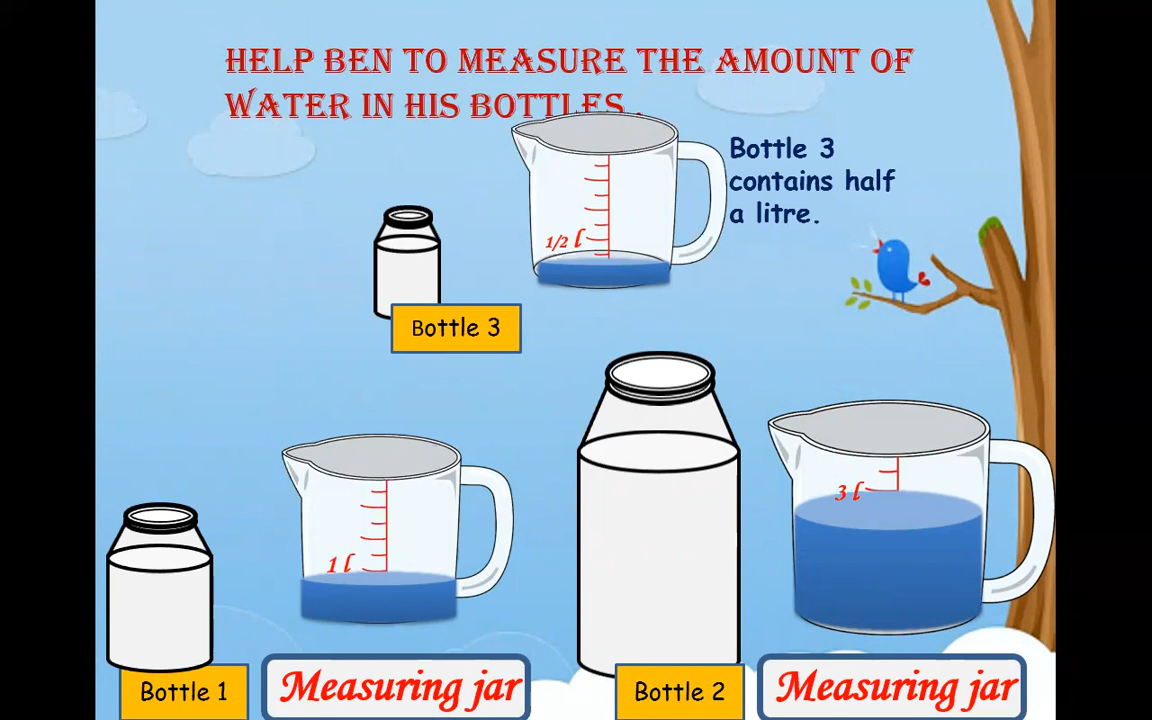 HELP BEN TO MEASURE THE AMOUNT OF
WATER IN HIS BOTTLES .
Bottle 3
contains half
a litre.
1/2 l
Bottle 3
3 l
1 l
Bottle 1
Measuring jar
Bottle 2
Measuring jar